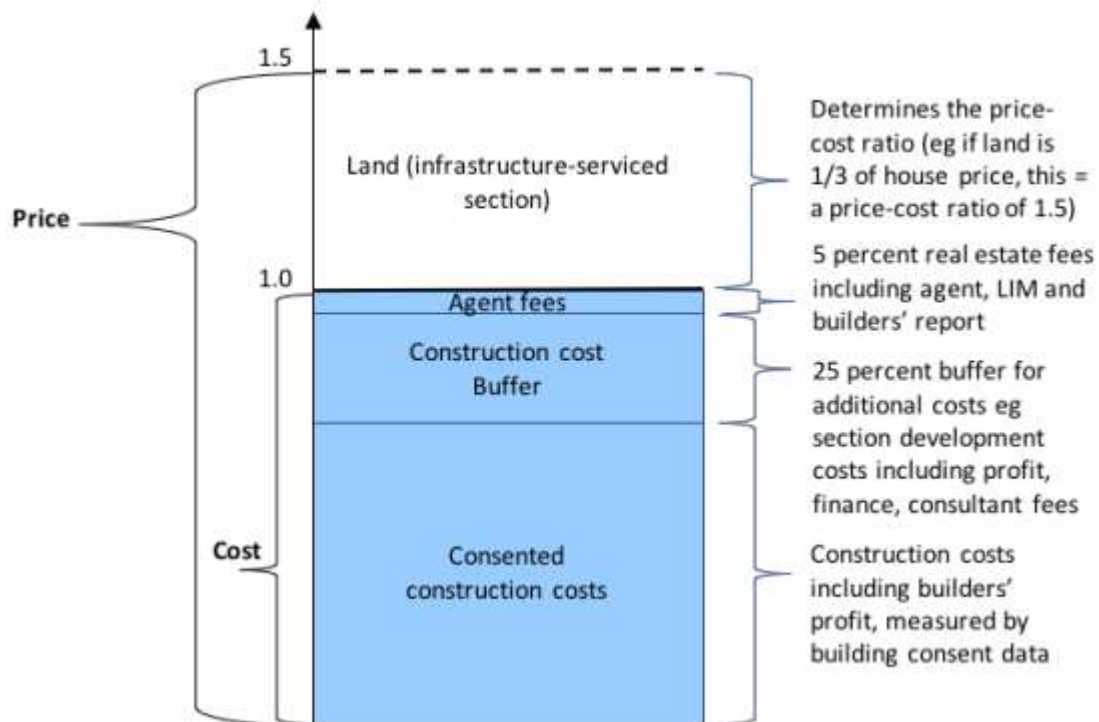 1.5
Price
1.0
Cost
Land (infrastructure-serviced
section)
Agent fees
Construction cost
Buffer
Consented
construction costs
Determines the price-
cost ratio (eg if land is
1/3 of house price, this =
a price-cost ratio of 1.5)
5 percent real estate fees
including agent, LIM and
builders’ report
25 percent buffer for
additional costs eg
section development
costs including profit,
finance, consultant fees
Construction costs
including builders’
profit, measured by
building consent data